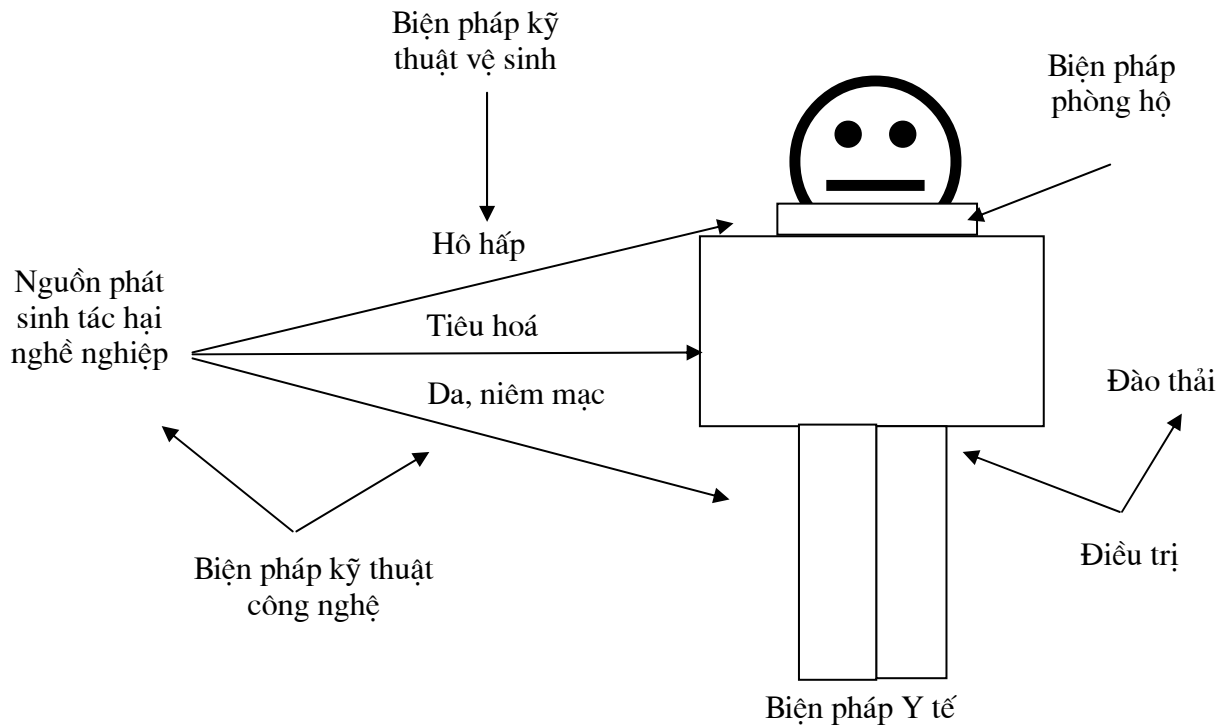 Biện pháp kỹ
thuật vệ sinh
Biện pháp
phòng hộ
Hô hấp
Nguồn phát
sinh tác hại
nghề nghiệp
Tiêu hoá
Da, niêm mạc
Đào thải
Biện pháp kỹ thuật
công nghệ
Điều trị
Biện pháp Y tế